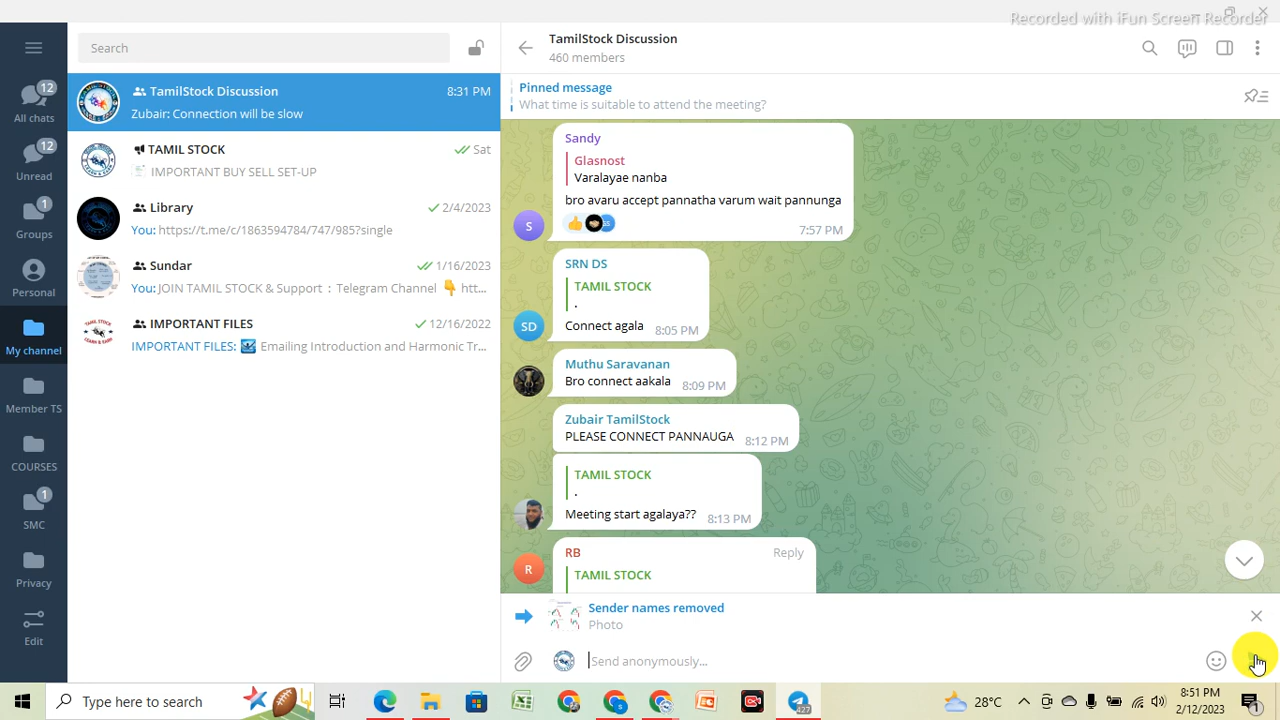 Recorded with iFun Screen Recorder
Search
TamilStock Discussion
460 members
12
All chats
12
Unread
1
Groups
Personal
My channel
Member TS
COURSES
1
SMC
Privacy
Edit
TamilStock Discussion 8:31 PM
Zubair: Connection will be slow
TAMIL STOCK Sat
IMPORTANT BUY SELL SET-UP
Library 2/4/2023
You: https://t.me/c/1863594784/747/985?single
Sundar 1/16/2023
You: JOIN TAMIL STOCK & Support : Telegram Channel 👇 htt...
IMPORTANT FILES 12/16/2022
IMPORTANT FILES: Emailing Introduction and Harmonic Tr...
Pinned message
What time is suitable to attend the meeting?
Sandy
Glasnost
Varalayae nanba
bro avaru accept pannatha varum wait pannunga
7:57 PM
S
SRN DS
TAMIL STOCK
.
Connect agala 8:05 PM
SD
Muthu Saravanan
Bro connect aakala 8:09 PM
Zubair TamilStock
PLEASE CONNECT PANNAUGA 8:12 PM
TAMIL STOCK
.
Meeting start agalaya?? 8:13 PM
RB Reply
R
TAMIL STOCK
Sender names removed
Photo
Send anonymously...
Type here to search
427
28°C
8:51 PM
2/12/2023
1